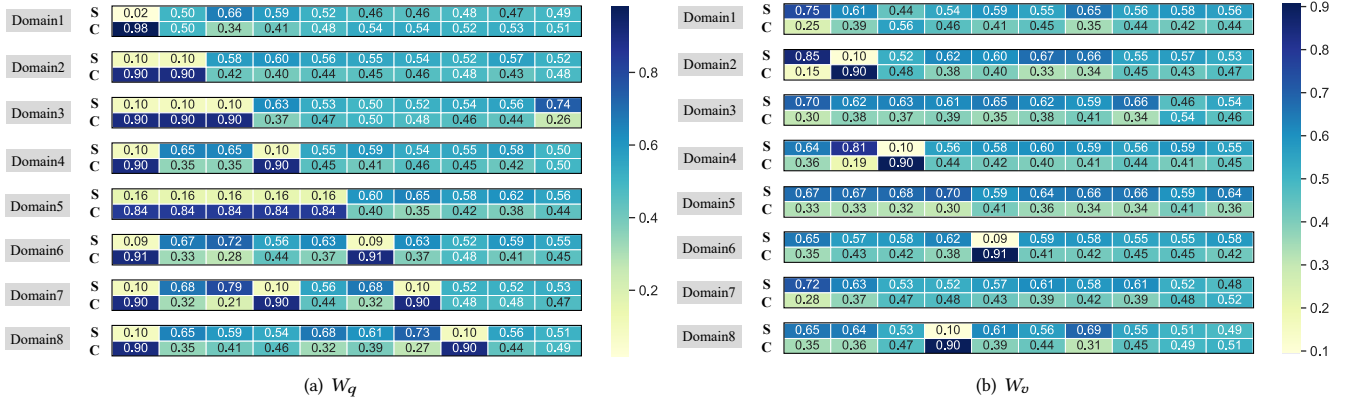 Domain1
S 0.02 0.50 0.66 0.59 0.52 0.46 0.46 0.48 0.47 0.49
C 0.98 0.50 0.34 0.41 0.48 0.54 0.54 0.52 0.53 0.51
Domain2
S 0.10 0.10 0.58 0.60 0.56 0.55 0.54 0.52 0.57 0.52
C 0.90 0.90 0.42 0.40 0.44 0.45 0.46 0.48 0.43 0.48
Domain3
S 0.10 0.10 0.10 0.63 0.53 0.50 0.52 0.54 0.56 0.74
C 0.90 0.90 0.90 0.37 0.47 0.50 0.48 0.46 0.44 0.26
Domain4
S 0.10 0.65 0.65 0.10 0.55 0.59 0.54 0.55 0.58 0.50
C 0.90 0.35 0.35 0.90 0.45 0.41 0.46 0.45 0.42 0.50
Domain5
S 0.16 0.16 0.16 0.16 0.16 0.60 0.65 0.58 0.62 0.56
C 0.84 0.84 0.84 0.84 0.84 0.40 0.35 0.42 0.38 0.44
Domain6
S 0.09 0.67 0.72 0.56 0.63 0.09 0.63 0.52 0.59 0.55
C 0.91 0.33 0.28 0.44 0.37 0.91 0.37 0.48 0.41 0.45
Domain7
S 0.10 0.68 0.79 0.10 0.56 0.68 0.10 0.52 0.52 0.53
C 0.90 0.32 0.21 0.90 0.44 0.32 0.90 0.48 0.48 0.47
Domain8
S 0.10 0.65 0.59 0.54 0.68 0.61 0.73 0.10 0.56 0.51
C 0.90 0.35 0.41 0.46 0.32 0.39 0.27 0.90 0.44 0.49
0.8
0.6
0.4
0.2
(a) Wq
Domain1
S 0.75 0.61 0.44 0.54 0.59 0.55 0.65 0.56 0.58 0.56
C 0.25 0.39 0.56 0.46 0.41 0.45 0.35 0.44 0.42 0.44
Domain2
S 0.85 0.10 0.52 0.62 0.60 0.67 0.66 0.55 0.57 0.53
C 0.15 0.90 0.48 0.38 0.40 0.33 0.34 0.45 0.43 0.47
Domain3
S 0.70 0.62 0.63 0.61 0.65 0.62 0.59 0.66 0.46 0.54
C 0.30 0.38 0.37 0.39 0.35 0.38 0.41 0.34 0.54 0.46
Domain4
S 0.64 0.81 0.10 0.56 0.58 0.60 0.59 0.56 0.59 0.55
C 0.36 0.19 0.90 0.44 0.42 0.40 0.41 0.44 0.41 0.45
Domain5
S 0.67 0.67 0.68 0.70 0.59 0.64 0.66 0.66 0.59 0.64
C 0.33 0.33 0.32 0.30 0.41 0.36 0.34 0.34 0.41 0.36
Domain6
S 0.65 0.57 0.58 0.62 0.09 0.59 0.58 0.55 0.55 0.58
C 0.35 0.43 0.42 0.38 0.91 0.41 0.42 0.45 0.45 0.42
Domain7
S 0.72 0.63 0.53 0.52 0.57 0.61 0.58 0.61 0.52 0.48
C 0.28 0.37 0.47 0.48 0.43 0.39 0.42 0.39 0.48 0.52
Domain8
S 0.65 0.64 0.53 0.10 0.61 0.56 0.69 0.55 0.51 0.49
C 0.35 0.36 0.47 0.90 0.39 0.44 0.31 0.45 0.49 0.51
0.9
0.8
0.7
0.6
0.5
0.4
0.3
0.2
0.1
(b) Wv